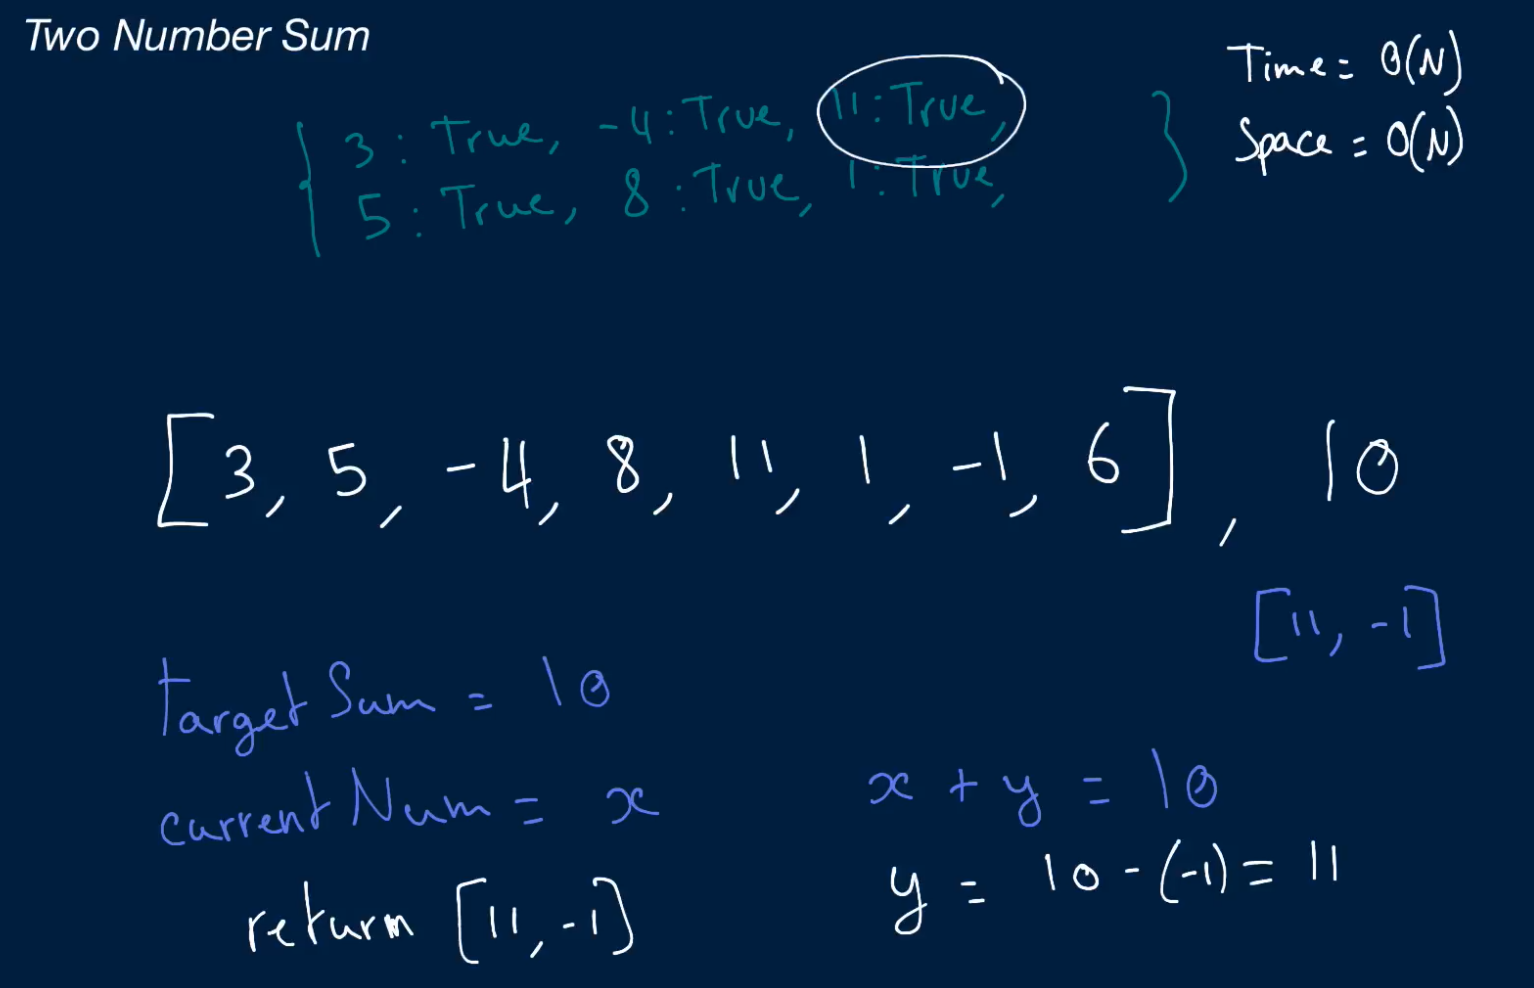 Two Number Sum
Time = O(N)
Space = O(N)
{ 3 : True, -4 : True, 11 : True,
5 : True, 8 : True, 1 : True, }
[3, 5, -4, 8, 11, 1, -1, 6], 10
[11, -1]
targetSum = 10
currentNum = x
x + y = 10
y = 10 - (-1) = 11
return [11, -1]